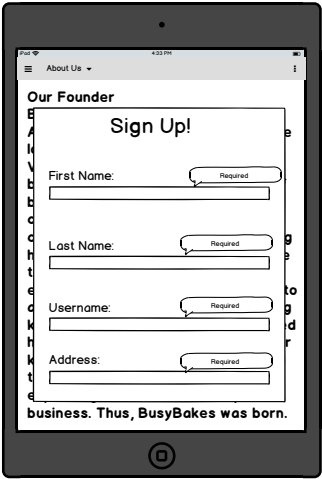 iPad 4:33 PM
About Us
Our Founder
Sign Up!
First Name:
Required
Last Name:
Required
Username:
Required
Address:
Required
business. Thus, BusyBakes was born.